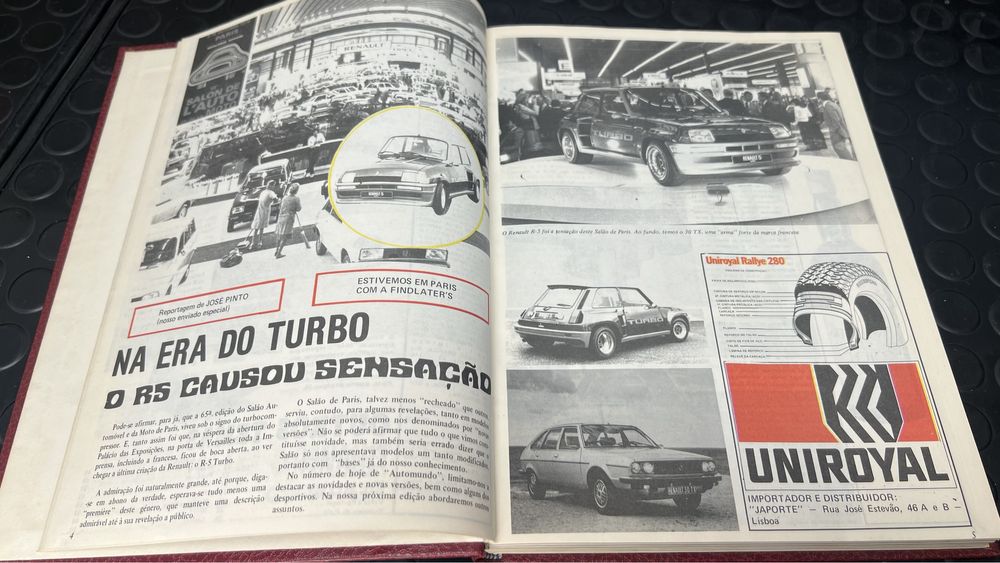 PARIS
SALON DE
L'AUTO
RENAULT
Reportagem de JOSÉ PINTO
(nosso enviado especial)
ESTIVEMOS EM PARIS
COM A FINDLATER'S
NA ERA DO TURBO
O R5 CAUSOU SENSAÇÃO
Pode-se afirmar, para já, que a 65ª. edição do Salão Au-
tomóvel e da Moto de Paris, viveu sob o signo do turbocom-
pressor. E, tanto assim foi que, na véspera da abertura do
Palácio das Exposições, na porta de Versailles toda a Im-
prensa, incluindo a francesa, ficou de boca aberta, ao ver
chegar a última criação da Renault: o R-5 Turbo.
A admiração foi naturalmente grande, até porque, diga-
-se em abono da verdade, esperava-se tudo menos uma
"première" deste género, que manteve uma descrição
admirável até à sua revelação a público.
O Salão de Paris, talvez menos "recheado" que outros
serviu, contudo, para algumas revelações, tanto em modelos
absolutamente novos, como nos denominados por "novas
versões". Não se poderá afirmar que tudo o que vimos cons-
tituísse novidade, mas também seria errado dizer que o
Salão só nos apresentava modelos um tanto modificados,
portanto com "bases" já do nosso conhecimento.
No número de hoje de "Automundo", limitamo-nos a
destacar as novidades e novas versões, bem como alguns dos
desportivos. Na nossa próxima edição abordaremos outros
assuntos.
4
TURBO
RENAULT 5
O Renault R-5 foi a tentação deste Salão de Paris. Ao fundo, temos o 30 T.S, uma "arma" forte da marca francesa
TURBO
Uniroyal Rallye 280
UNIROYAL
IMPORTADOR E DISTRIBUIDOR:
"JAPORTE" – Rua José Estevão, 46 A e B –
Lisboa
5